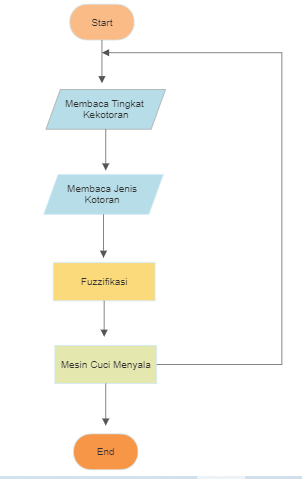 Start
Membaca Tingkat
Kekotoran
Membaca Jenis
Kotoran
Fuzzifikasi
Mesin Cuci Menyala
End